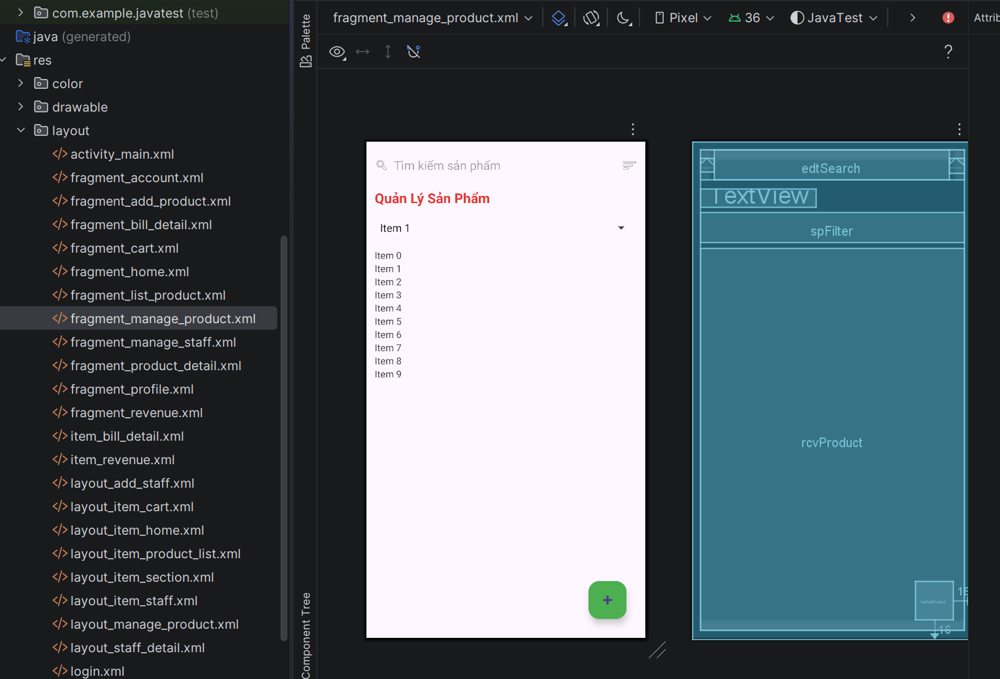 com.example.javatest (test)
java (generated)
res
color
drawable
layout
activity_main.xml
fragment_account.xml
fragment_add_product.xml
fragment_bill_detail.xml
fragment_cart.xml
fragment_home.xml
fragment_list_product.xml
fragment_manage_product.xml
fragment_manage_staff.xml
fragment_product_detail.xml
fragment_profile.xml
fragment_revenue.xml
item_bill_detail.xml
item_revenue.xml
layout_add_staff.xml
layout_item_cart.xml
layout_item_home.xml
layout_item_product_list.xml
layout_item_section.xml
layout_item_staff.xml
layout_manage_product.xml
layout_staff_detail.xml
login.xml
Palette
Component Tree
fragment_manage_product.xml
Pixel
36
JavaTest
Attrib
?
Tìm kiếm sản phẩm
Quản Lý Sản Phẩm
Item 1
Item 0
Item 1
Item 2
Item 3
Item 4
Item 5
Item 6
Item 7
Item 8
Item 9
+
edtSearch
TextView
spFilter
rcvProduct
fabAddProduct
16
16